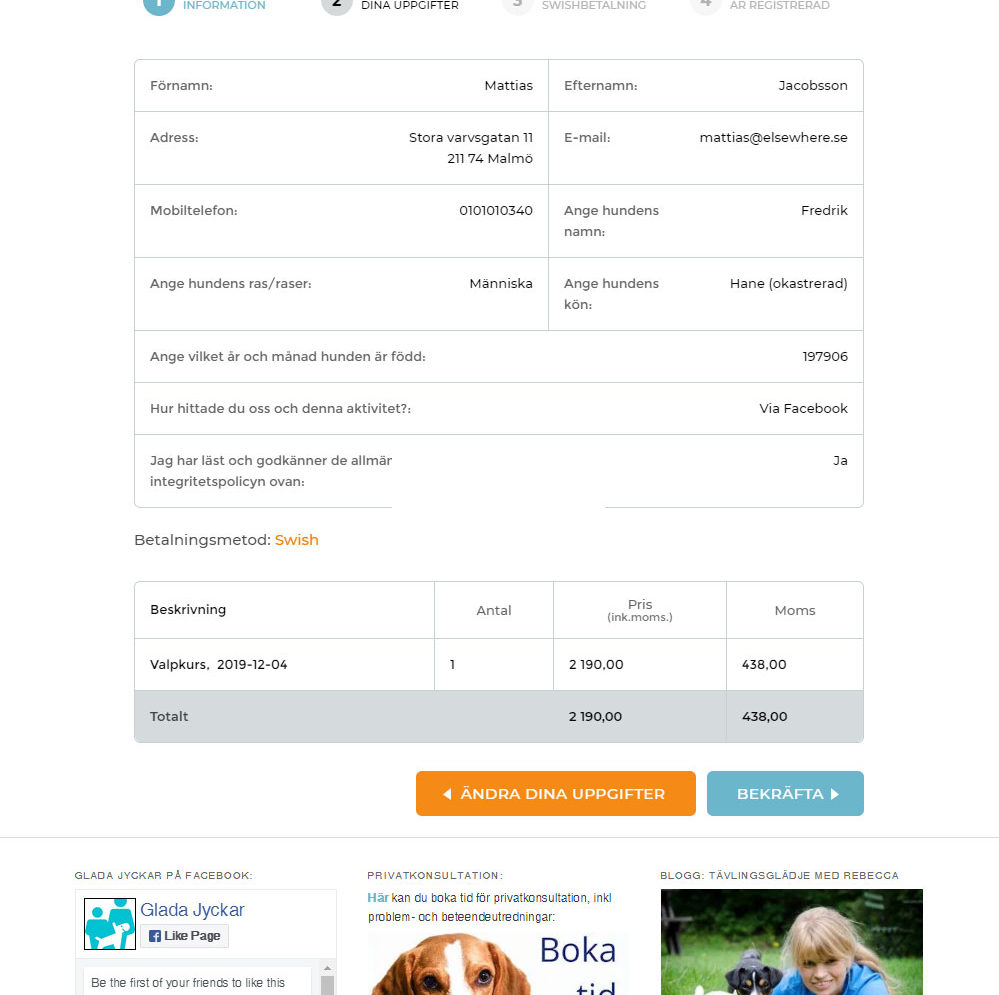 1 INFORMATION 2 DINA UPPGIFTER 3 SWISHBETALNING 4 ÄR REGISTRERAD
Förnamn: Mattias Efternamn: Jacobsson
Adress: Stora varvsgatan 11 E-mail: mattias@elsewhere.se
211 74 Malmö
Mobiltelefon: 0101010340 Ange hundens Fredrik
namn:
Ange hundens ras/raser: Människa Ange hundens Hane (okastrerad)
kön:
Ange vilket år och månad hunden är född: 197906
Hur hittade du oss och denna aktivitet?: Via Facebook
Jag har läst och godkänner de allmän Ja
integritetspolicyn ovan:
Betalningsmetod: Swish
Beskrivning Antal Pris Moms
(ink.moms.)
Valpkurs, 2019-12-04 1 2 190,00 438,00
Totalt 2 190,00 438,00
ÄNDRA DINA UPPGIFTER BEKRÄFTA
GLADA JYCKAR PÅ FACEBOOK: PRIVATKONSULTATION: BLOGG: TÄVLINGSGLÄDJE MED REBECCA
Glada Jyckar
Like Page
Be the first of your friends to like this
Här kan du boka tid för privatkonsultation, inkl
problem- och beteendeutredningar:
Boka
tid